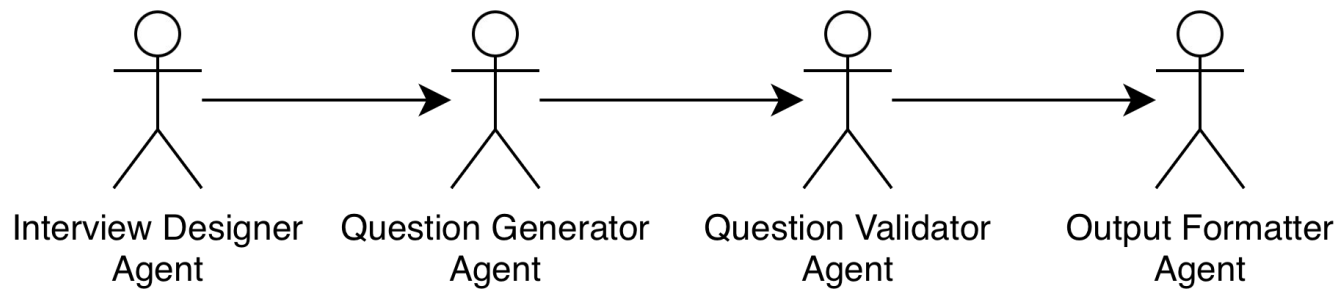 Interview Designer
Agent
Question Generator
Agent
Question Validator
Agent
Output Formatter
Agent